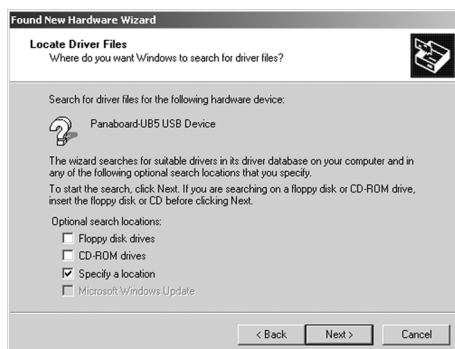 Found New Hardware Wizard
Locate Driver Files
Where do you want Windows to search for driver files?
Search for driver files for the following hardware device:
Panaboard-UB5 USB Device
The wizard searches for suitable drivers in its driver database on your computer and in
any of the following optional search locations that you specify.
To start the search, click Next. If you are searching on a floppy disk or CD-ROM drive,
insert the floppy disk or CD before clicking Next.
Optional search locations:
Floppy disk drives
CD-ROM drives
Specify a location
Microsoft Windows Update
< Back Next > Cancel